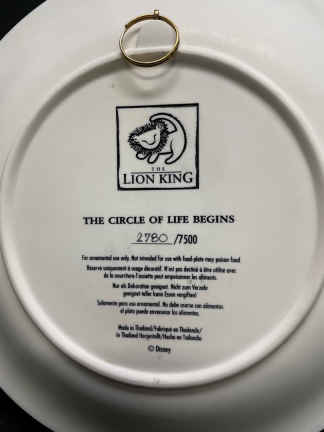 THE
LION KING
THE CIRCLE OF LIFE BEGINS
2780 /7500
For ornamental use only. Not intended for use with food-plate may poison food
Réservé uniquement à usage décoratif. Il n'est destiné à être utilisé avec
de la nourriture-l'assiette peut empoisonner les aliments.
Nur als Dekoration geeignet. Nicht zum Verzehr
geeignet teller kann Essen vergiften!
Solamente para uso ornamental. No debe usarse con alimentos
el plato puede envenenar los alimentos.
Made in Thailand/Fabriqué en Thaïlande/
in Thailand Hergestellt/Hecho en Tailandia
© Disney